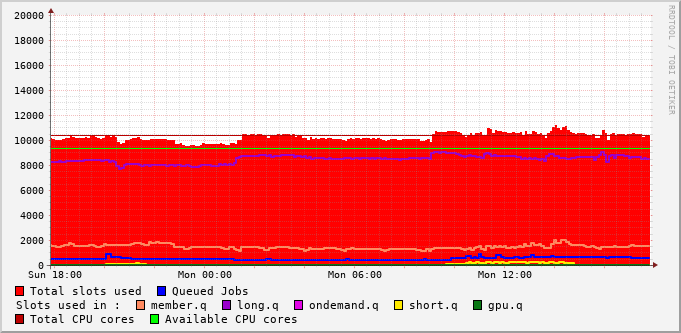 20000
18000
16000
14000
12000
10000
8000
6000
4000
2000
0
Sun 18:00 Mon 00:00 Mon 06:00 Mon 12:00
Total slots used Queued Jobs
Slots used in : member.q long.q ondemand.q short.q gpu.q
Total CPU cores Available CPU cores
RRDTOOL / TOBI OETIKER